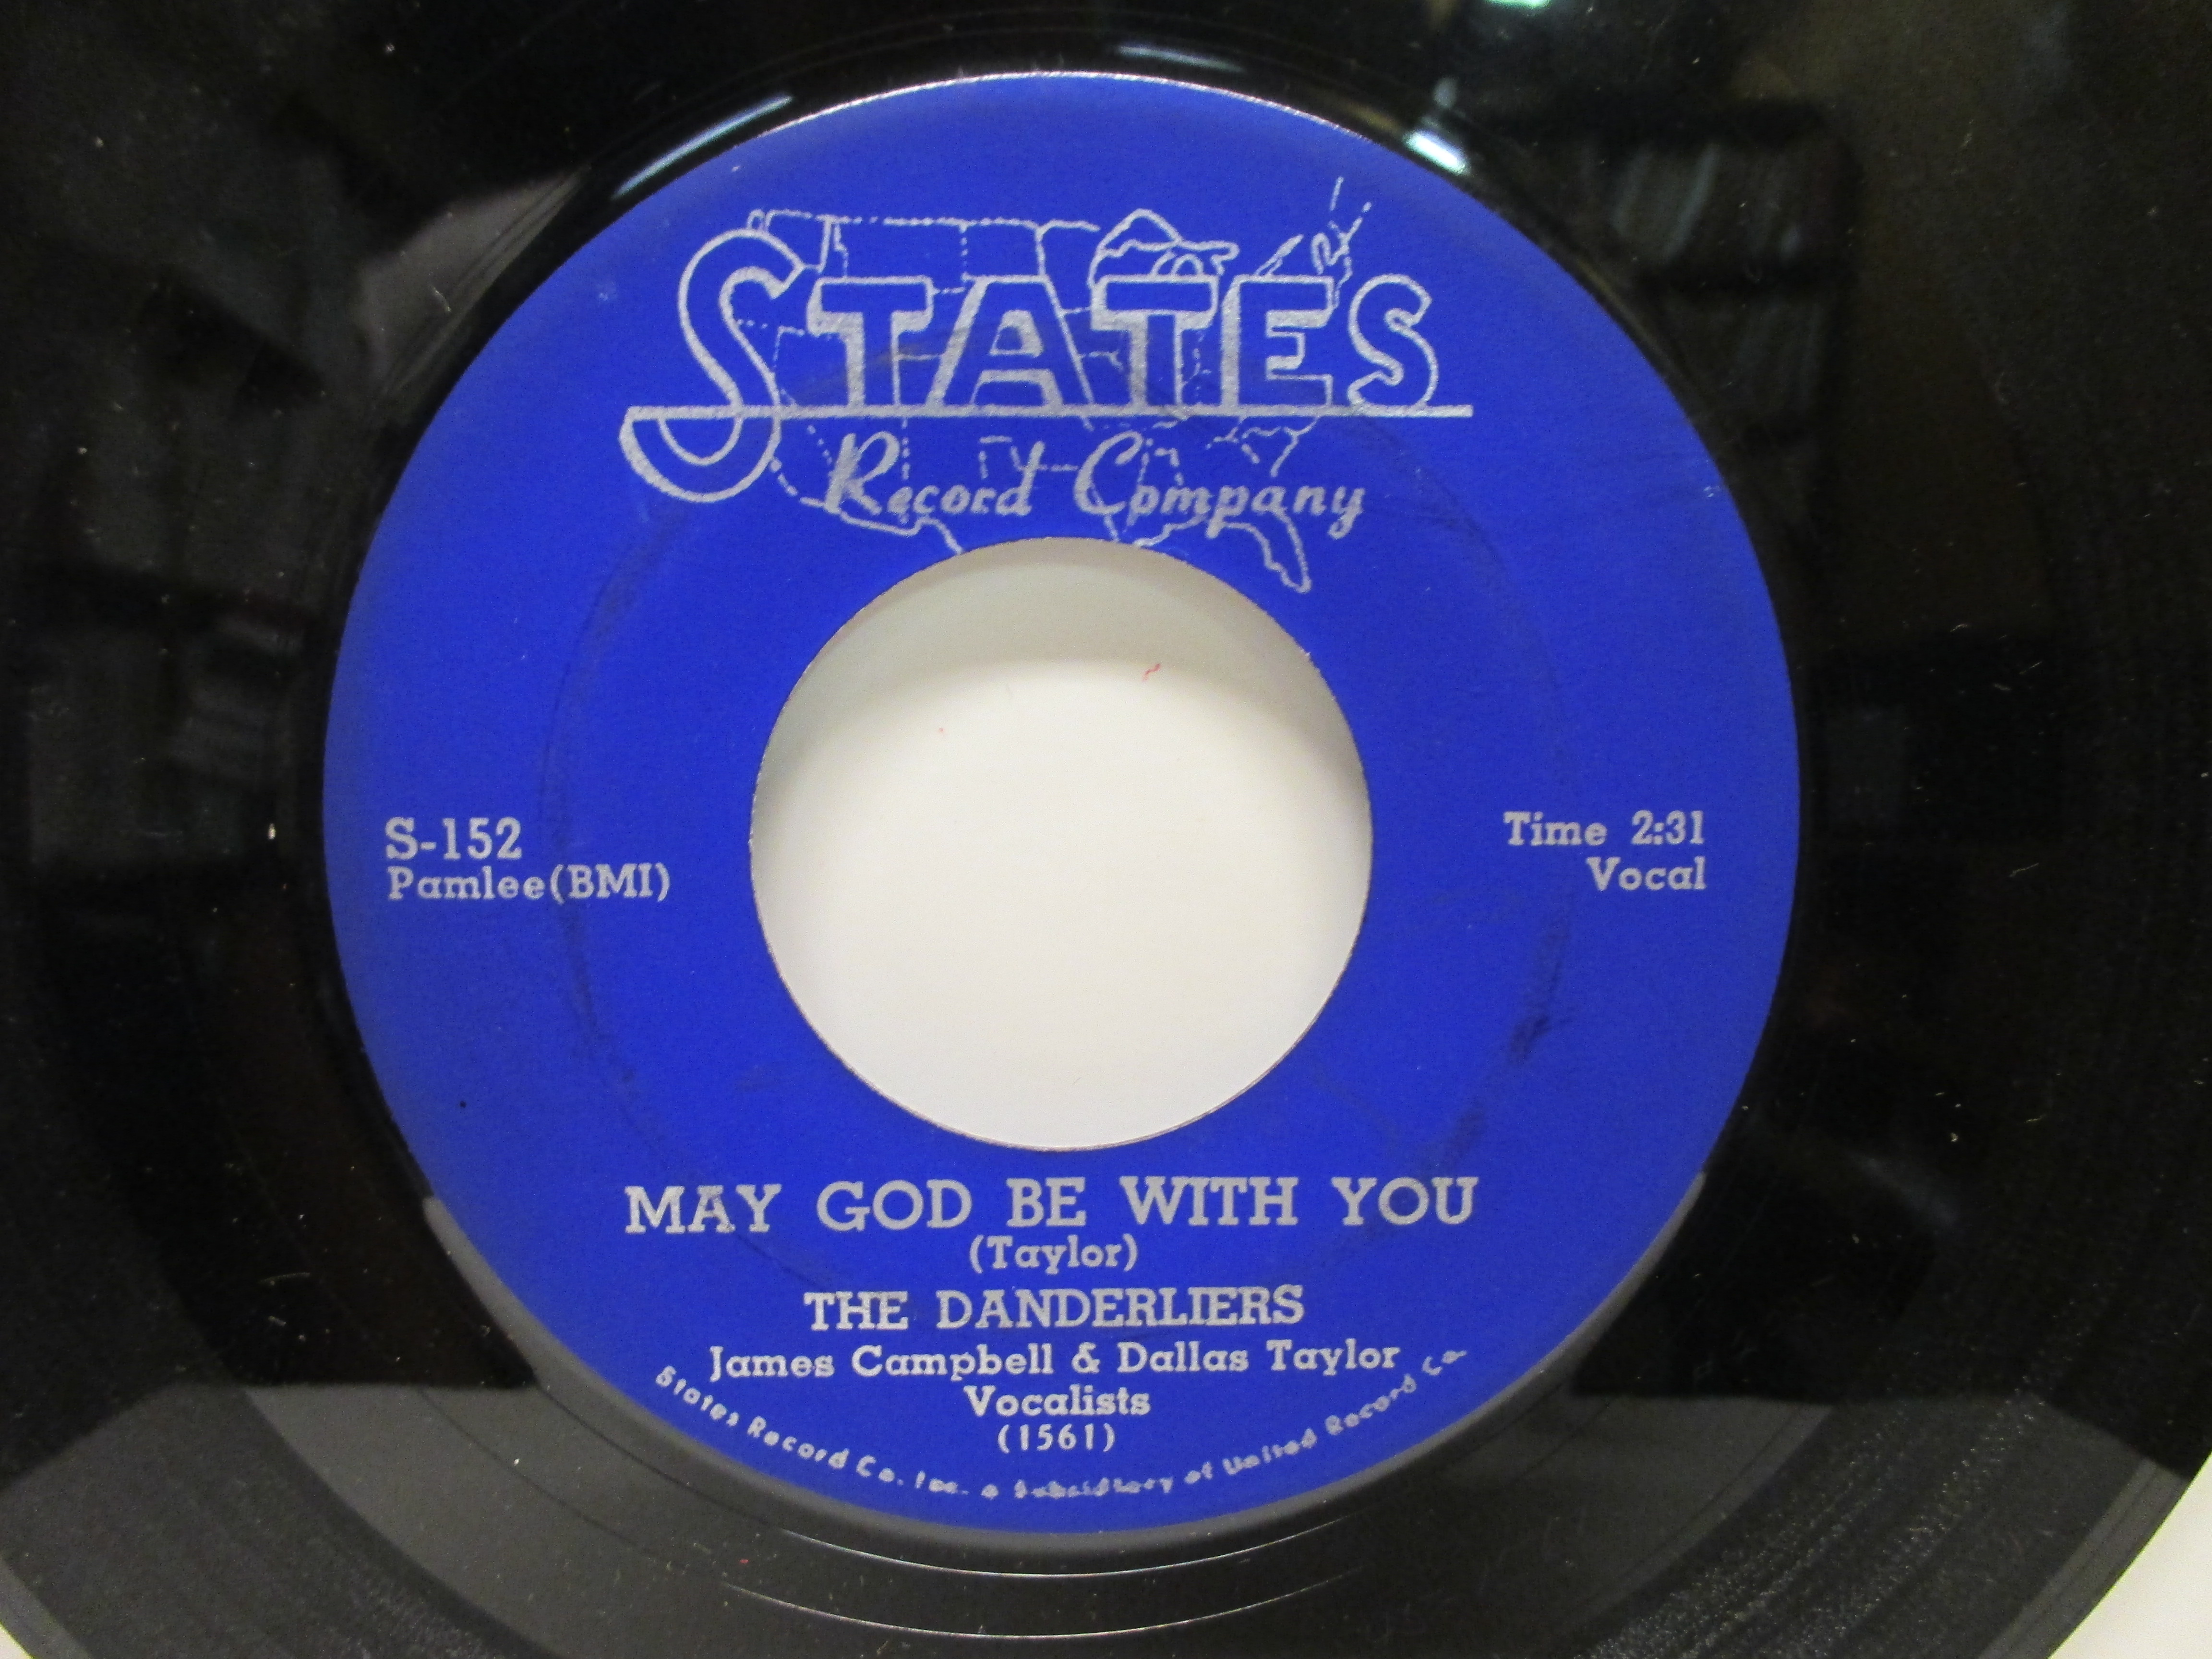 STATES
Record Company
S-152
Pamlee(BMI)
Time 2:31
Vocal
MAY GOD BE WITH YOU
(Taylor)
THE DANDERLIERS
James Campbell & Dallas Taylor
Vocalists
(1561)
States Record Co. Inc. a Subsidiary of United Record Co.